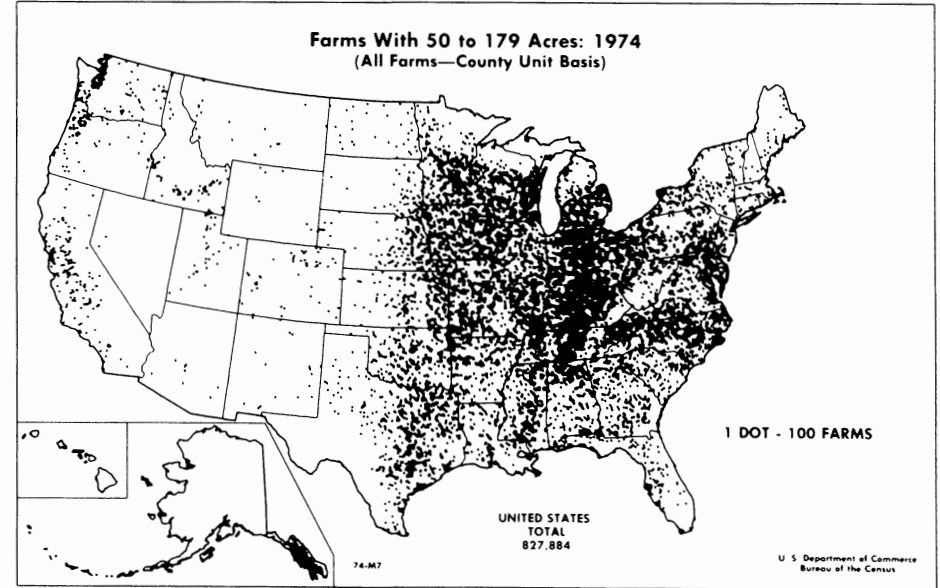 Farms With 50 to 179 Acres: 1974
(All Farms—County Unit Basis)
1 DOT - 100 FARMS
UNITED STATES
TOTAL
827,884
74-M7
U S Department of Commerce
Bureau of the Census